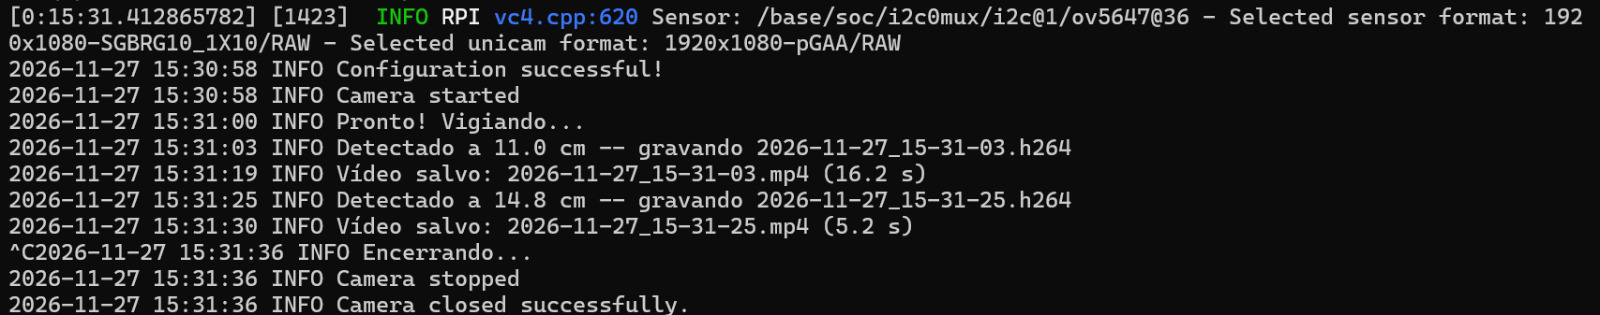 [0:15:31.412865782] [1423]  INFO RPI vc4.cpp:620 Sensor: /base/soc/i2c0mux/i2c@1/ov5647@36 - Selected sensor format: 192
0x1080-SGBRG10_1X10/RAW - Selected unicam format: 1920x1080-pGAA/RAW
2026-11-27 15:30:58 INFO Configuration successful!
2026-11-27 15:30:58 INFO Camera started
2026-11-27 15:31:00 INFO Pronto! Vigiando...
2026-11-27 15:31:03 INFO Detectado a 11.0 cm -- gravando 2026-11-27_15-31-03.h264
2026-11-27 15:31:19 INFO Vídeo salvo: 2026-11-27_15-31-03.mp4 (16.2 s)
2026-11-27 15:31:25 INFO Detectado a 14.8 cm -- gravando 2026-11-27_15-31-25.h264
2026-11-27 15:31:30 INFO Vídeo salvo: 2026-11-27_15-31-25.mp4 (5.2 s)
^C2026-11-27 15:31:36 INFO Encerrando...
2026-11-27 15:31:36 INFO Camera stopped
2026-11-27 15:31:36 INFO Camera closed successfully.